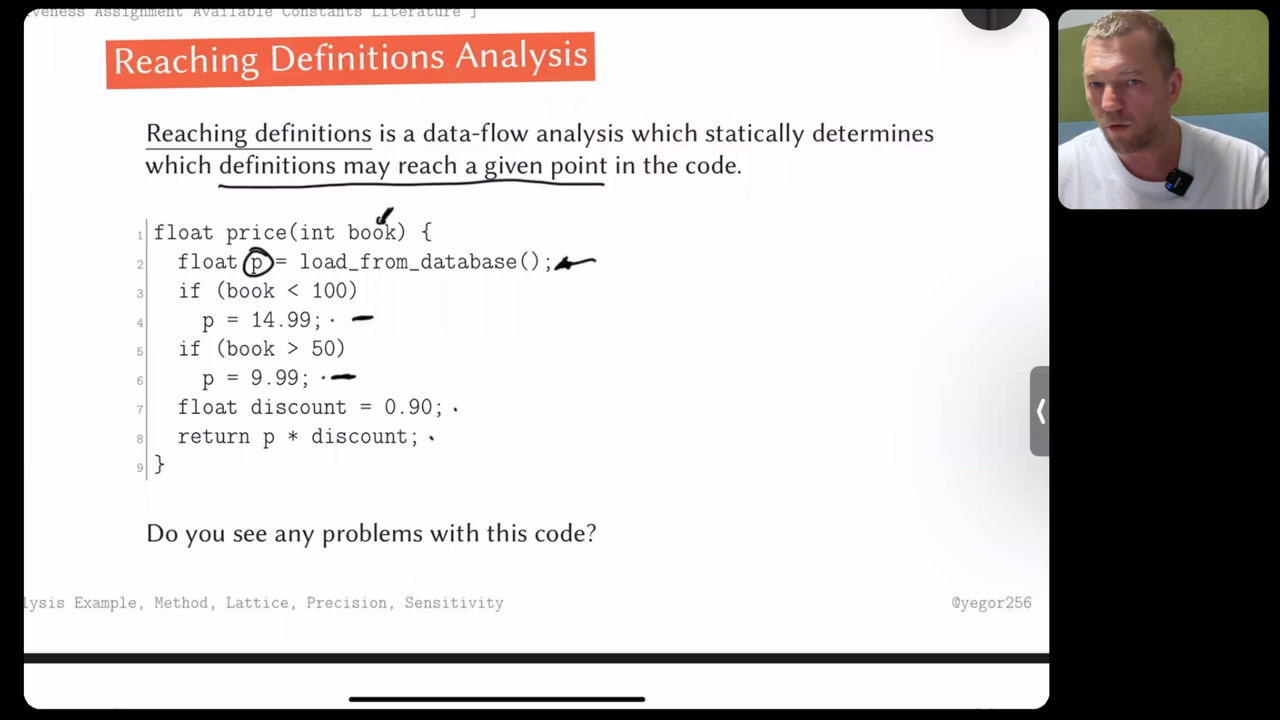 veness Assignment Available Constants Literature ]
Reaching Definitions Analysis
Reaching definitions is a data-flow analysis which statically determines
which definitions may reach a given point in the code.
1 float price(int book) {
2 float p = load_from_database();
3 if (book < 100)
4 p = 14.99;
5 if (book > 50)
6 p = 9.99;
7 float discount = 0.90;
8 return p * discount;
9 }
Do you see any problems with this code?
lysis Example, Method, Lattice, Precision, Sensitivity
@yegor256